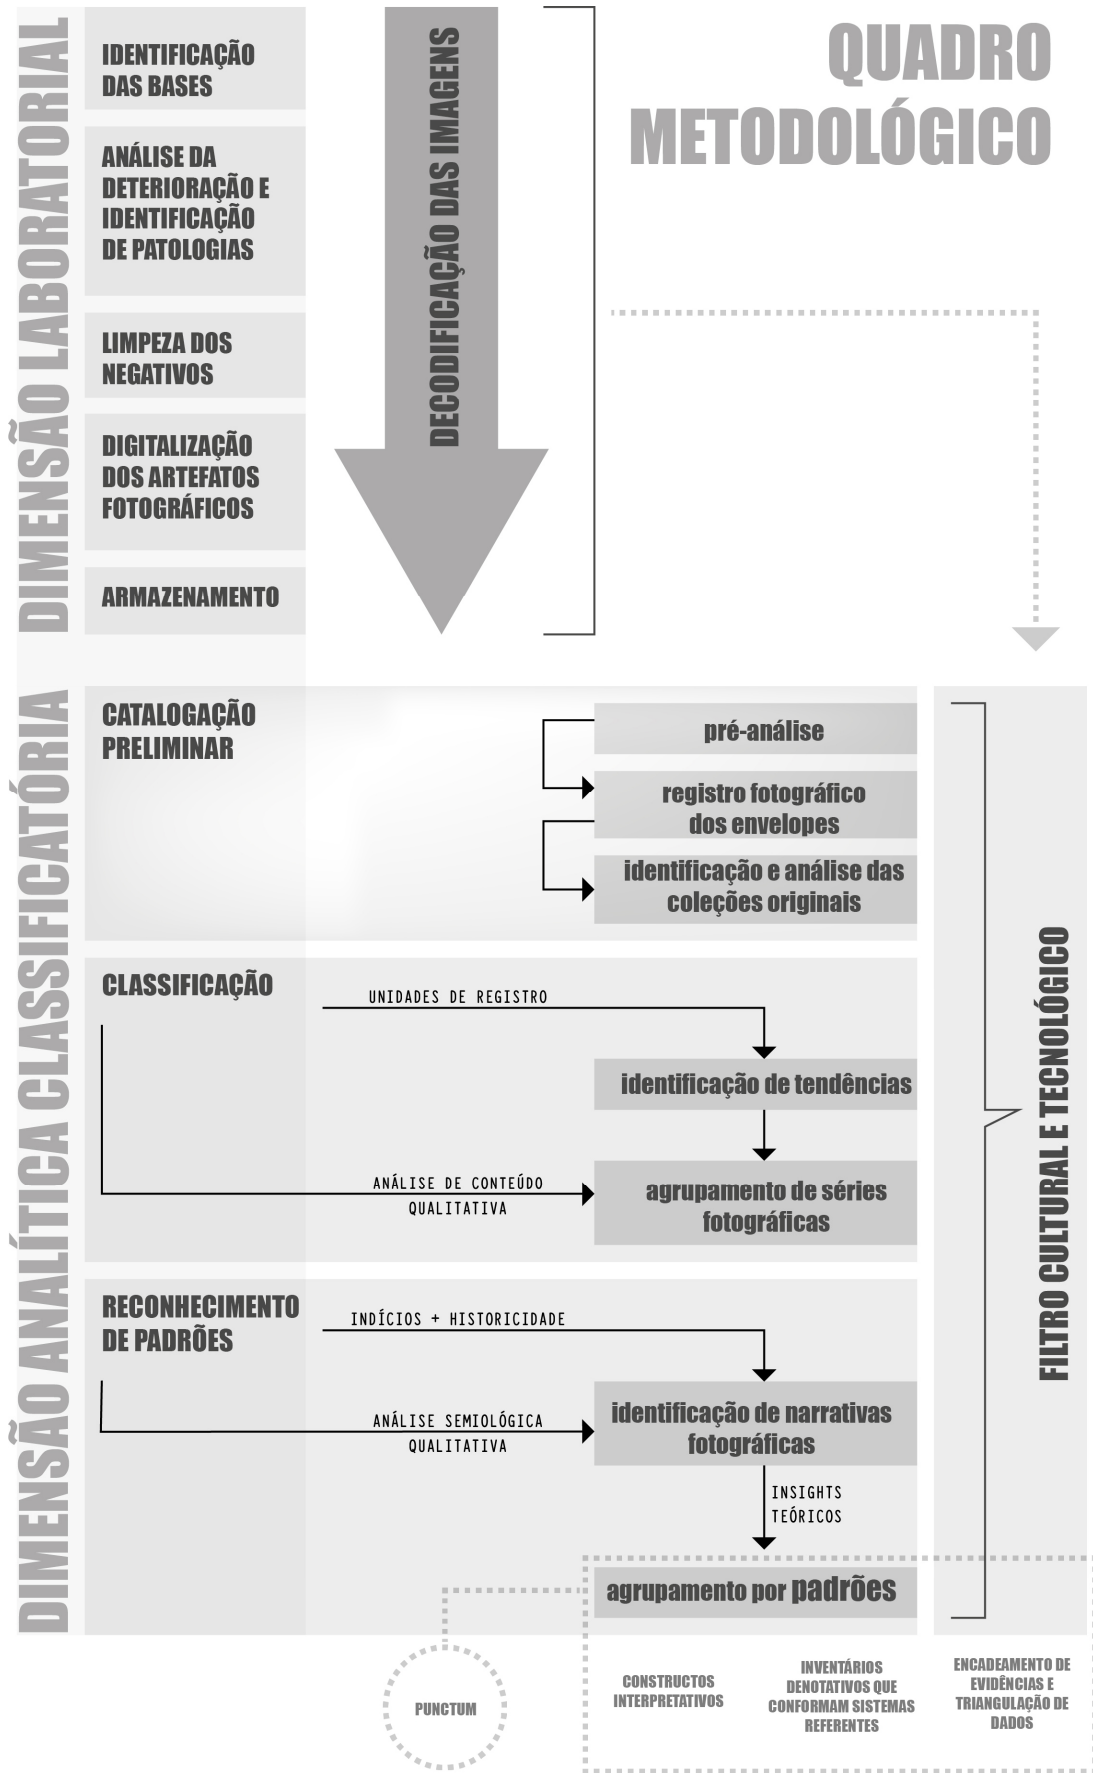 QUADRO
METODOLÓGICO
DIMENSÃO LABORATORIAL
IDENTIFICAÇÃO
DAS BASES
ANÁLISE DA
DETERIORAÇÃO E
IDENTIFICAÇÃO
DE PATOLOGIAS
LIMPEZA DOS
NEGATIVOS
DIGITALIZAÇÃO
DOS ARTEFATOS
FOTOGRÁFICOS
ARMAZENAMENTO
DECODIFICAÇÃO DAS IMAGENS
DIMENSÃO ANALÍTICA CLASSIFICATÓRIA
CATALOGAÇÃO
PRELIMINAR
pré-análise
registro fotográfico
dos envelopes
identificação e análise das
coleções originais
CLASSIFICAÇÃO
UNIDADES DE REGISTRO
identificação de tendências
ANÁLISE DE CONTEÚDO
QUALITATIVA
agrupamento de séries
fotográficas
RECONHECIMENTO
DE PADRÕES
INDÍCIOS + HISTORICIDADE
ANÁLISE SEMIOLÓGICA
QUALITATIVA
identificação de narrativas
fotográficas
INSIGHTS
TEÓRICOS
agrupamento por padrões
FILTRO CULTURAL E TECNOLÓGICO
PUNCTUM
CONSTRUCTOS
INTERPRETATIVOS
INVENTÁRIOS
DENOTATIVOS QUE
CONFORMAM SISTEMAS
REFERENTES
ENCADEAMENTO DE
EVIDÊNCIAS E
TRIANGULAÇÃO DE
DADOS